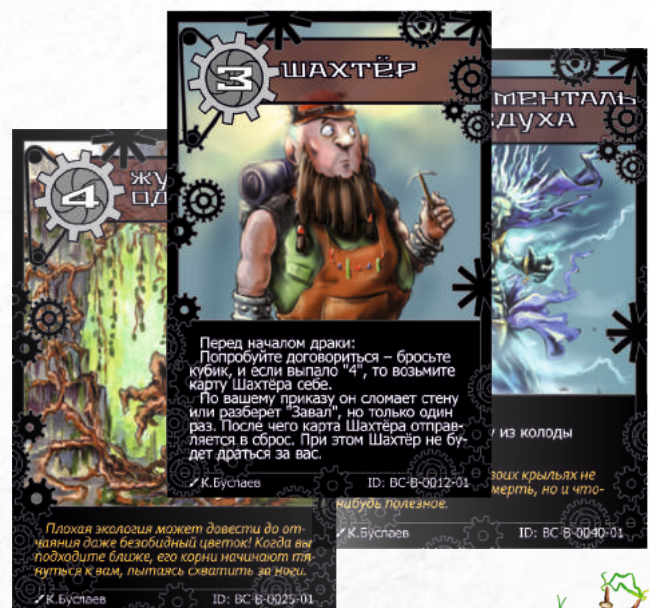 3 ШАХТЁР
Перед началом драки:
Попробуйте договориться – бросьте
кубик, и если выпало "4", то возьмите
карту Шахтёра себе.
По вашему приказу он сломает стену
или разберет "Завал", но только один
раз. После чего карта Шахтёра отправ-
ляется в сброс. При этом Шахтёр не бу-
дет драться за вас.
К.Буслаев ID: BC-B-0012-01
4
Плохая экология может довести до от-
чаяния даже безобидный цветок! Когда вы
подходите ближе, его корни начинают тя-
нуться к вам, пытаясь схватить за ноги.
К.Буслаев ID: BC-B-0025-01
МЕНТАЛЬ
ДУХА
из колоды
крыльях не
но и что-
нибудь полезное.
К.Буслаев ID: BC-B-0040-01